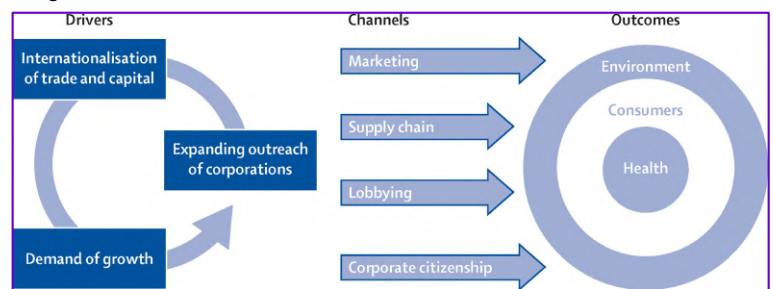 Drivers
Channels
Outcomes
Internationalisation
of trade and capital
Expanding outreach
of corporations
Demand of growth
Marketing
Supply chain
Lobbying
Corporate citizenship
Environment
Consumers
Health